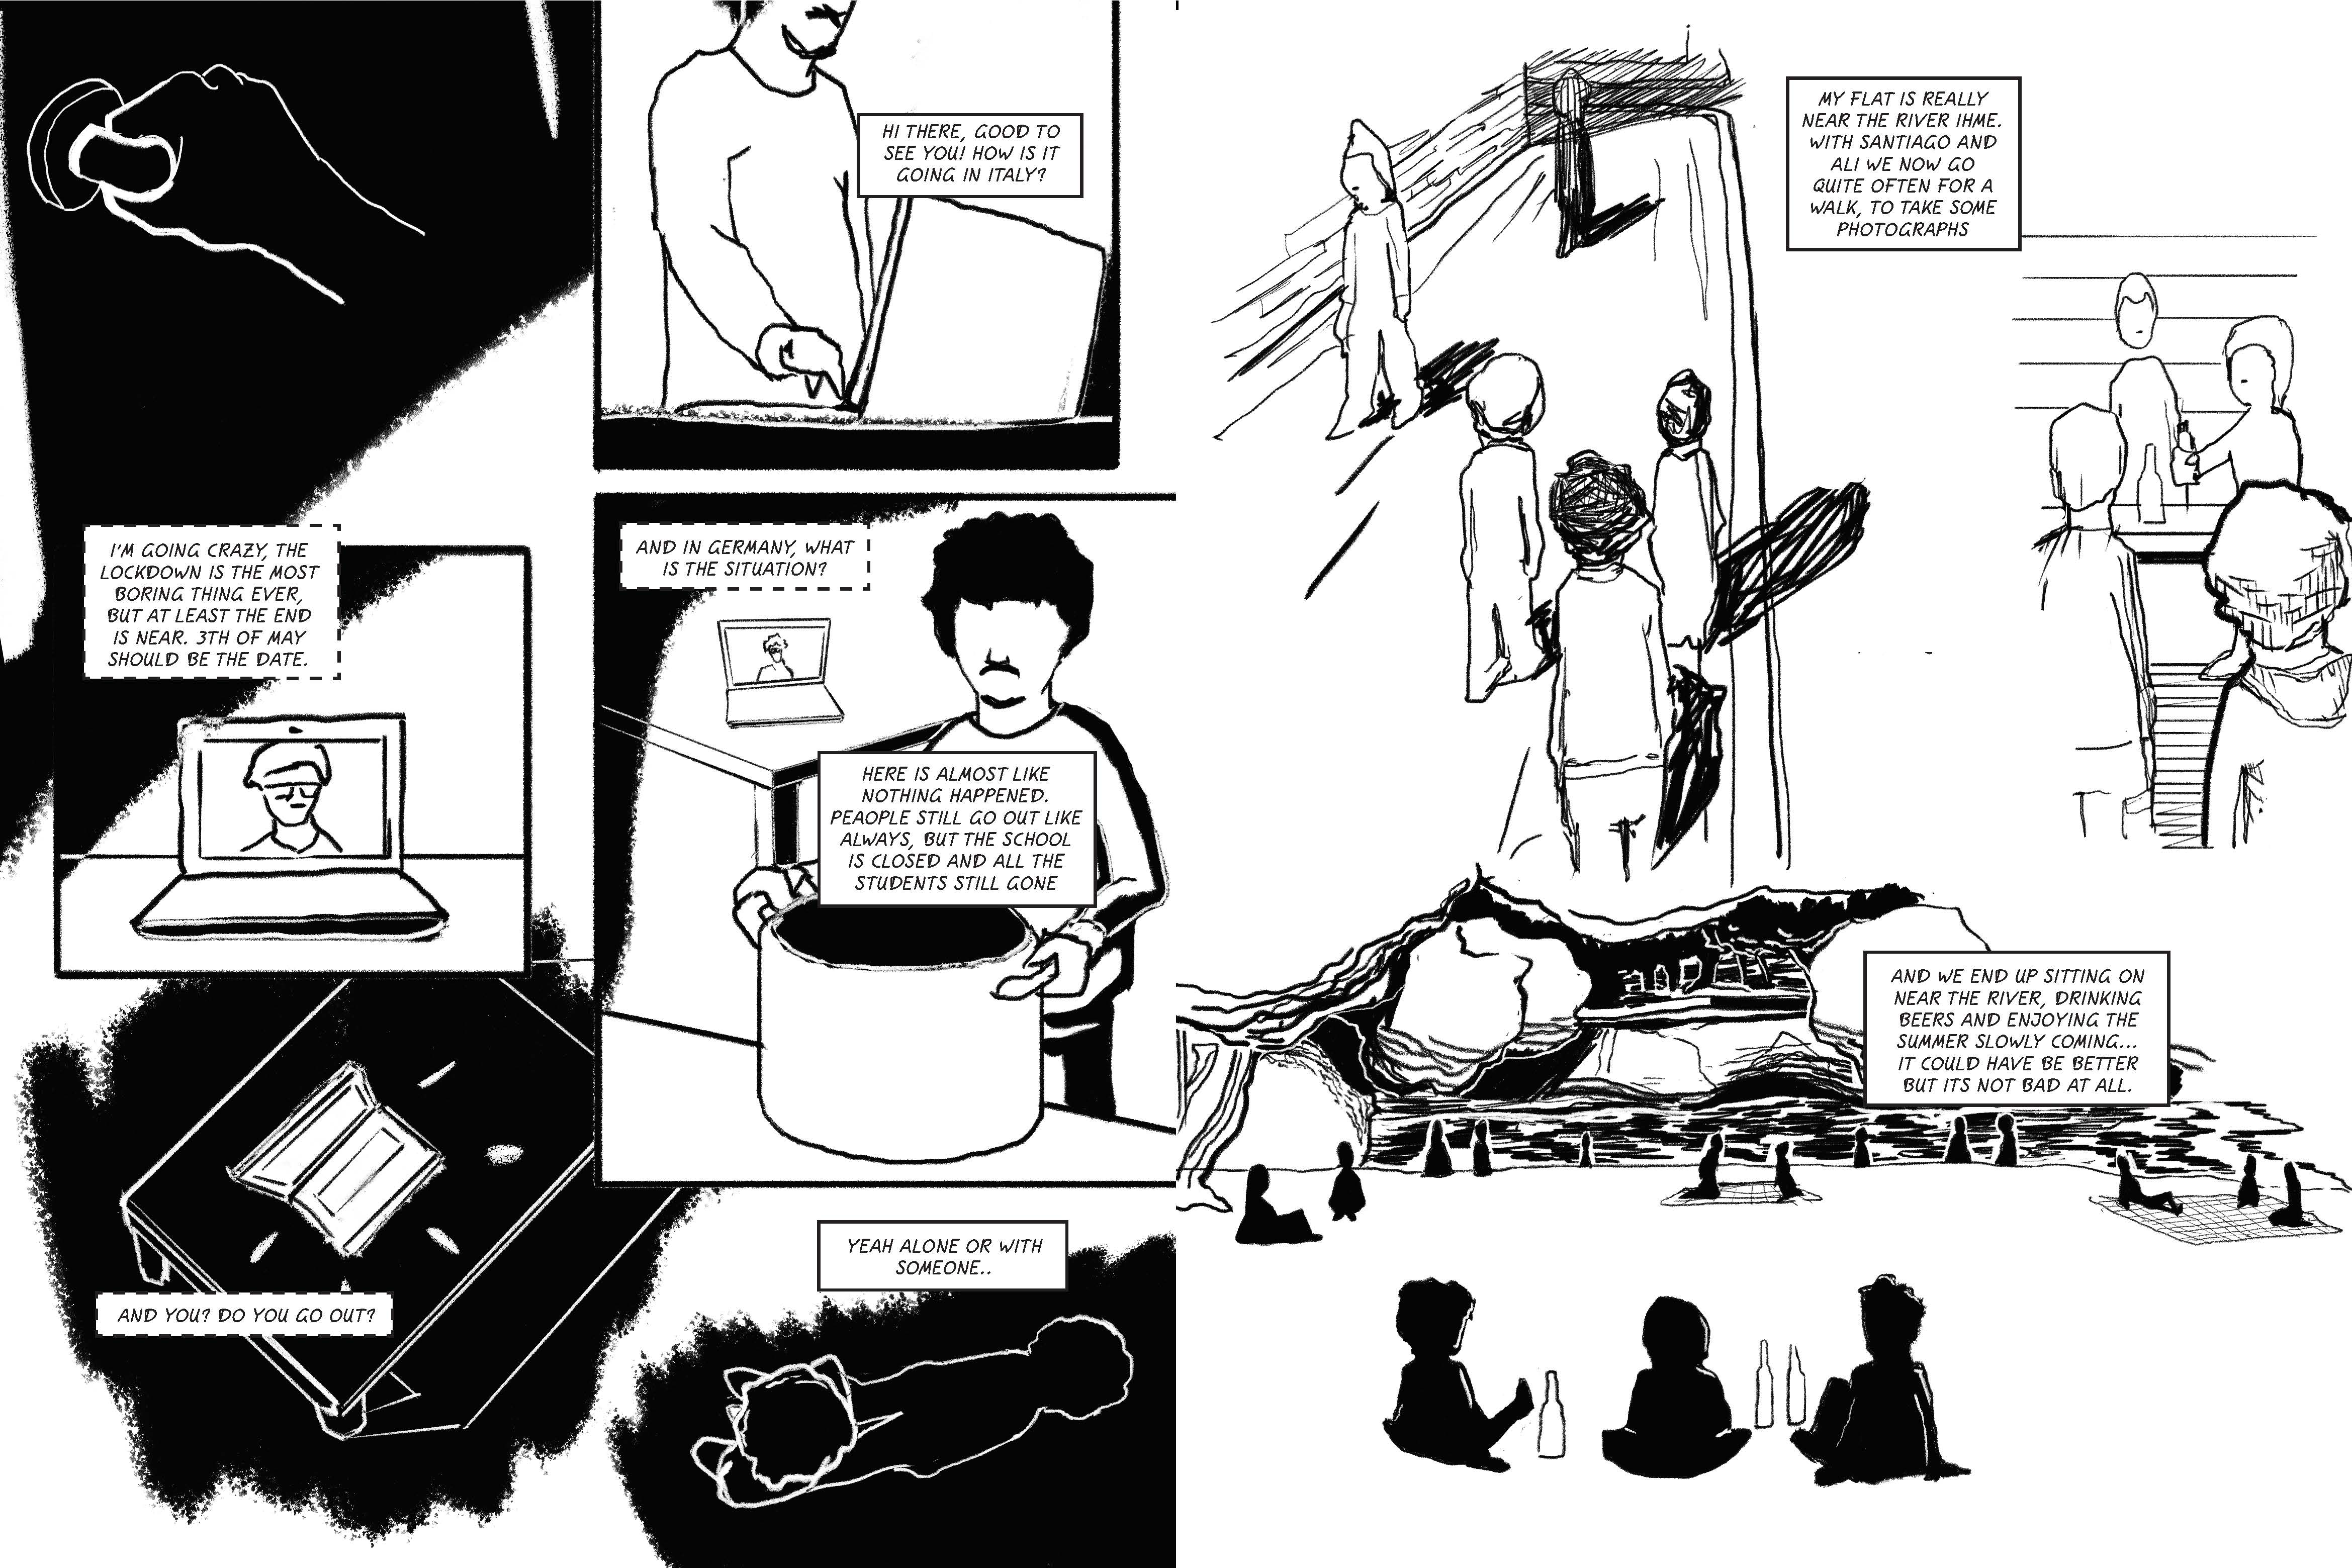 HI THERE, GOOD TO
SEE YOU! HOW IS IT
GOING IN ITALY?
I'M GOING CRAZY, THE
LOCKDOWN IS THE MOST
BORING THING EVER,
BUT AT LEAST THE END
IS NEAR. 3TH OF MAY
SHOULD BE THE DATE.
AND IN GERMANY, WHAT
IS THE SITUATION?
HERE IS ALMOST LIKE
NOTHING HAPPENED.
PEAOPLE STILL GO OUT LIKE
ALWAYS, BUT THE SCHOOL
IS CLOSED AND ALL THE
STUDENTS STILL GONE
AND YOU? DO YOU GO OUT?
YEAH ALONE OR WITH
SOMEONE..
MY FLAT IS REALLY
NEAR THE RIVER IHME.
WITH SANTIAGO AND
ALI WE NOW GO
QUITE OFTEN FOR A
WALK, TO TAKE SOME
PHOTOGRAPHS
AND WE END UP SITTING ON
NEAR THE RIVER, DRINKING
BEERS AND ENJOYING THE
SUMMER SLOWLY COMING...
IT COULD HAVE BE BETTER
BUT ITS NOT BAD AT ALL.